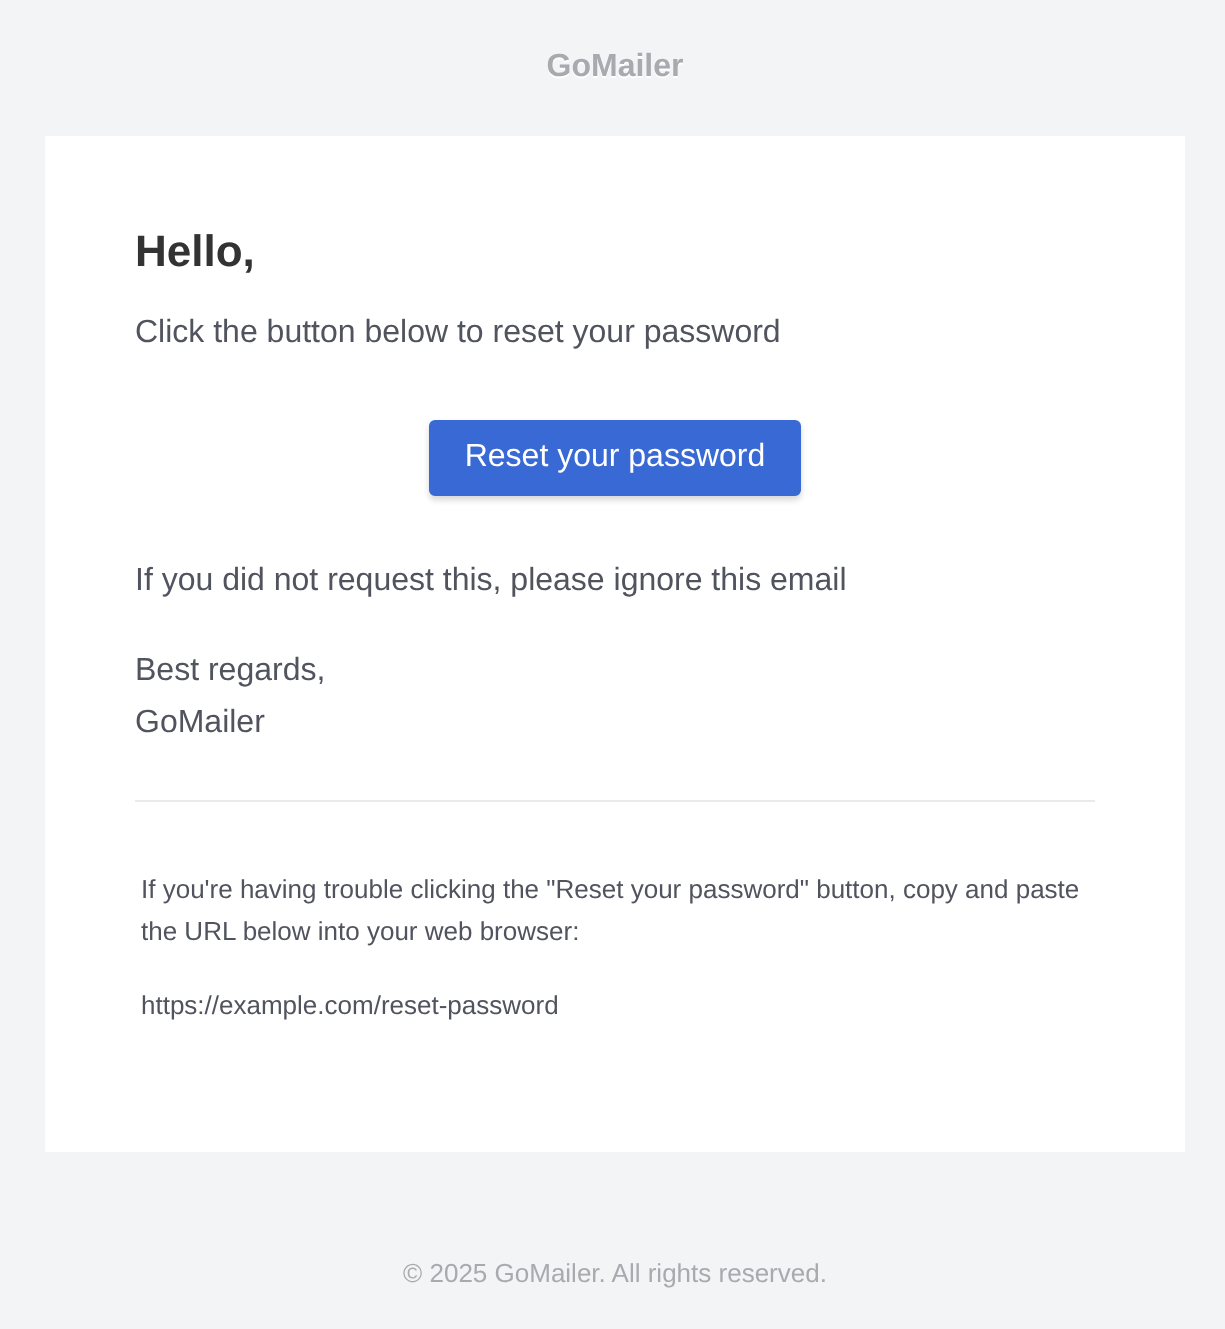 GoMailer
Hello,
Click the button below to reset your password
Reset your password
If you did not request this, please ignore this email
Best regards,
GoMailer
If you're having trouble clicking the "Reset your password" button, copy and paste
the URL below into your web browser:
https://example.com/reset-password
© 2025 GoMailer. All rights reserved.